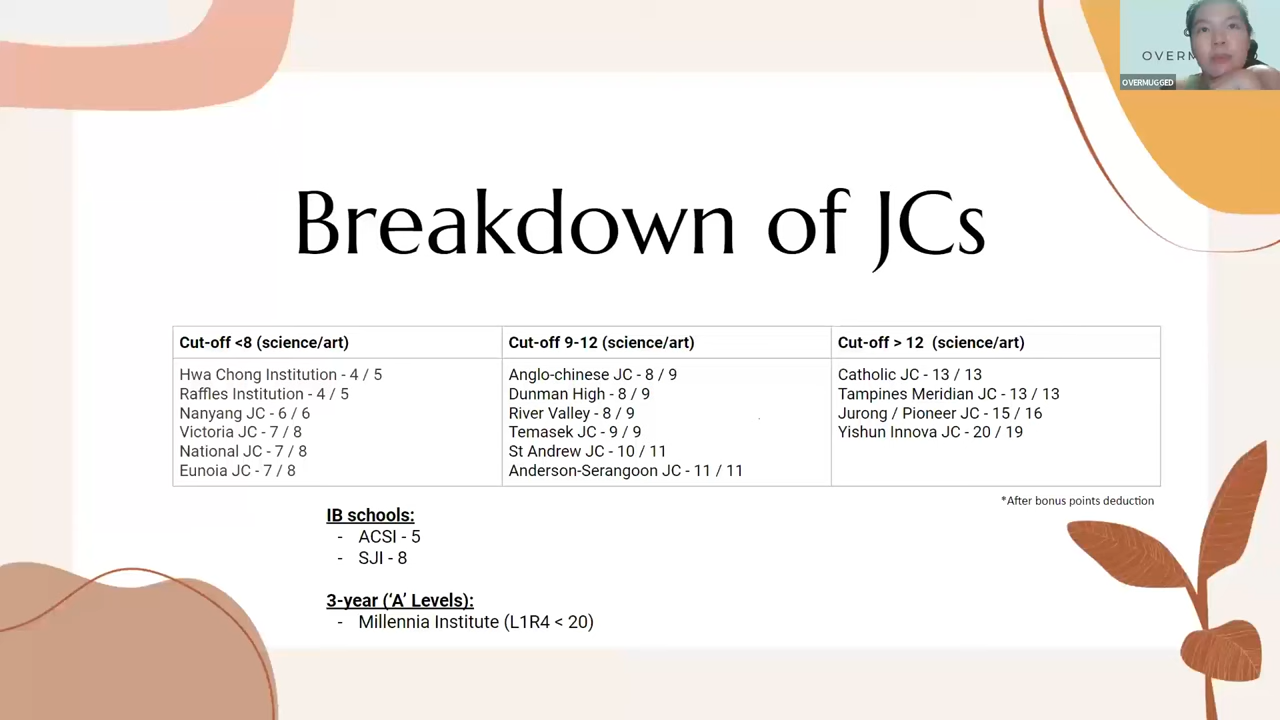 OVERM
OVERMUGGED
Breakdown of JCs
Cut-off <8 (science/art)
Hwa Chong Institution - 4 / 5
Raffles Institution - 4 / 5
Nanyang JC - 6 / 6
Victoria JC - 7 / 8
National JC - 7 / 8
Eunoia JC - 7 / 8
Cut-off 9-12 (science/art)
Anglo-chinese JC - 8 / 9
Dunman High - 8 / 9
River Valley - 8 / 9
Temasek JC - 9 / 9
St Andrew JC - 10 / 11
Anderson-Serangoon JC - 11 / 11
Cut-off > 12 (science/art)
Catholic JC - 13 / 13
Tampines Meridian JC - 13 / 13
Jurong / Pioneer JC - 15 / 16
Yishun Innova JC - 20 / 19
*After bonus points deduction
IB schools:
- ACSI - 5
- SJI - 8
3-year (‘A’ Levels):
- Millennia Institute (L1R4 < 20)